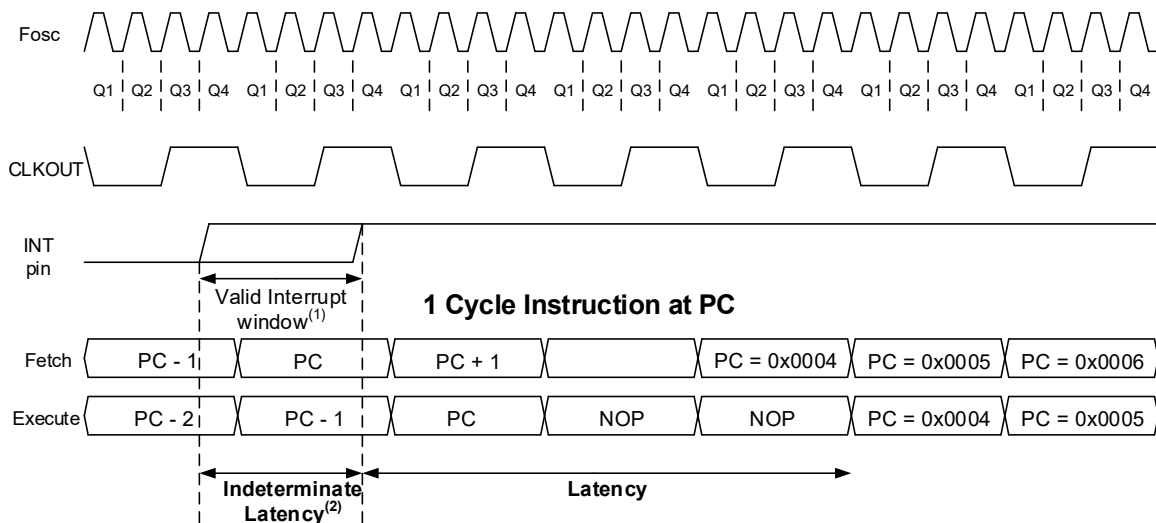 Fosc
Q1 Q2 Q3 Q4 Q1 Q2 Q3 Q4 Q1 Q2 Q3 Q4 Q1 Q2 Q3 Q4 Q1 Q2 Q3 Q4 Q1 Q2 Q3 Q4 Q1 Q2 Q3 Q4
CLKOUT
INT
pin
Valid Interrupt
window(1)
1 Cycle Instruction at PC
Fetch PC - 1 PC PC + 1 PC = 0x0004 PC = 0x0005 PC = 0x0006
Execute PC - 2 PC - 1 PC NOP NOP PC = 0x0004 PC = 0x0005
Indeterminate
Latency(2)
Latency